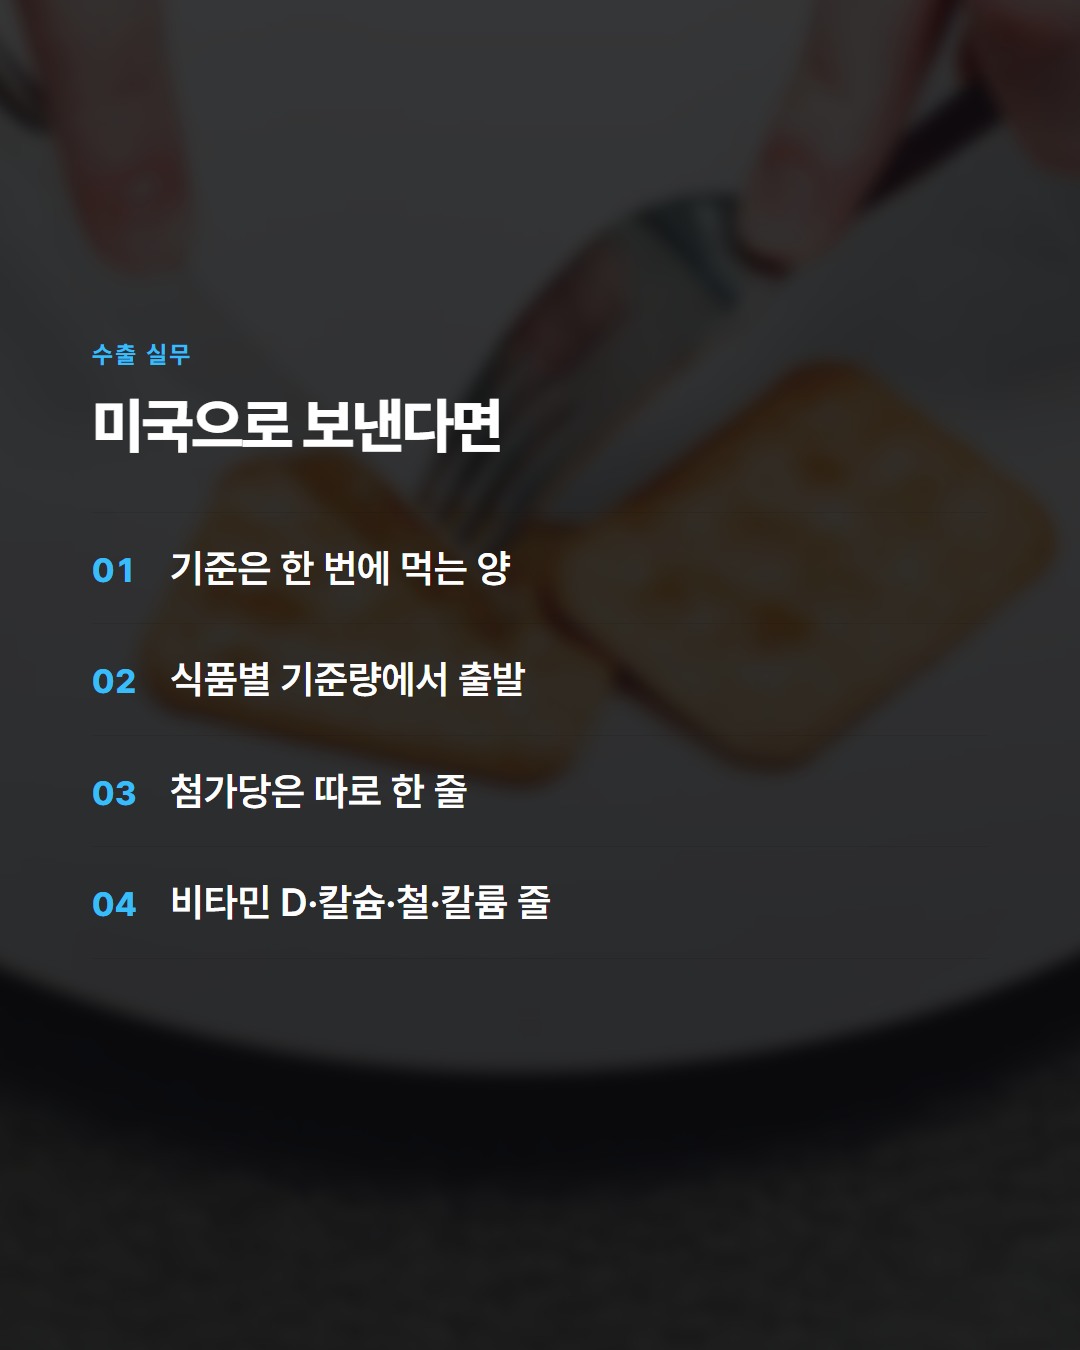 수출 실무
미국으로 보낸다면
01 기준은 한 번에 먹는 양
02 식품별 기준량에서 출발
03 첨가당은 따로 한 줄
04 비타민 D·칼슘·철·칼륨 줄